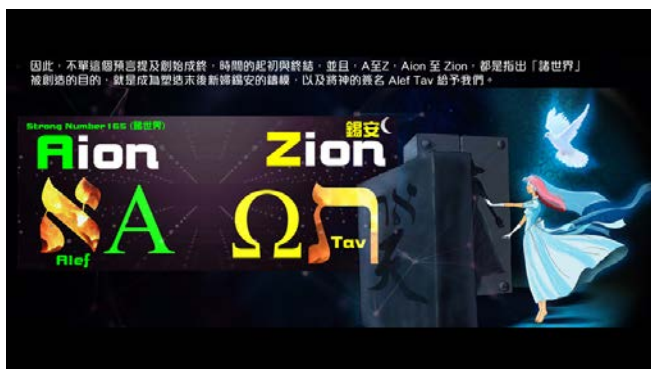 因此，不單這個預言提及創始成終，時間的起初與終結，並且，A至Z，Aion 至 Zion，都是指出「諸世界」
被創造的目的，就是成為塑造末後新婦錫安的鑄模，以及將神的簽名 Alef Tav 給予我們。
Strong Number165 (諸世界)
Aion
錫安
Zion
א A
Ω ת
Alef
Tav